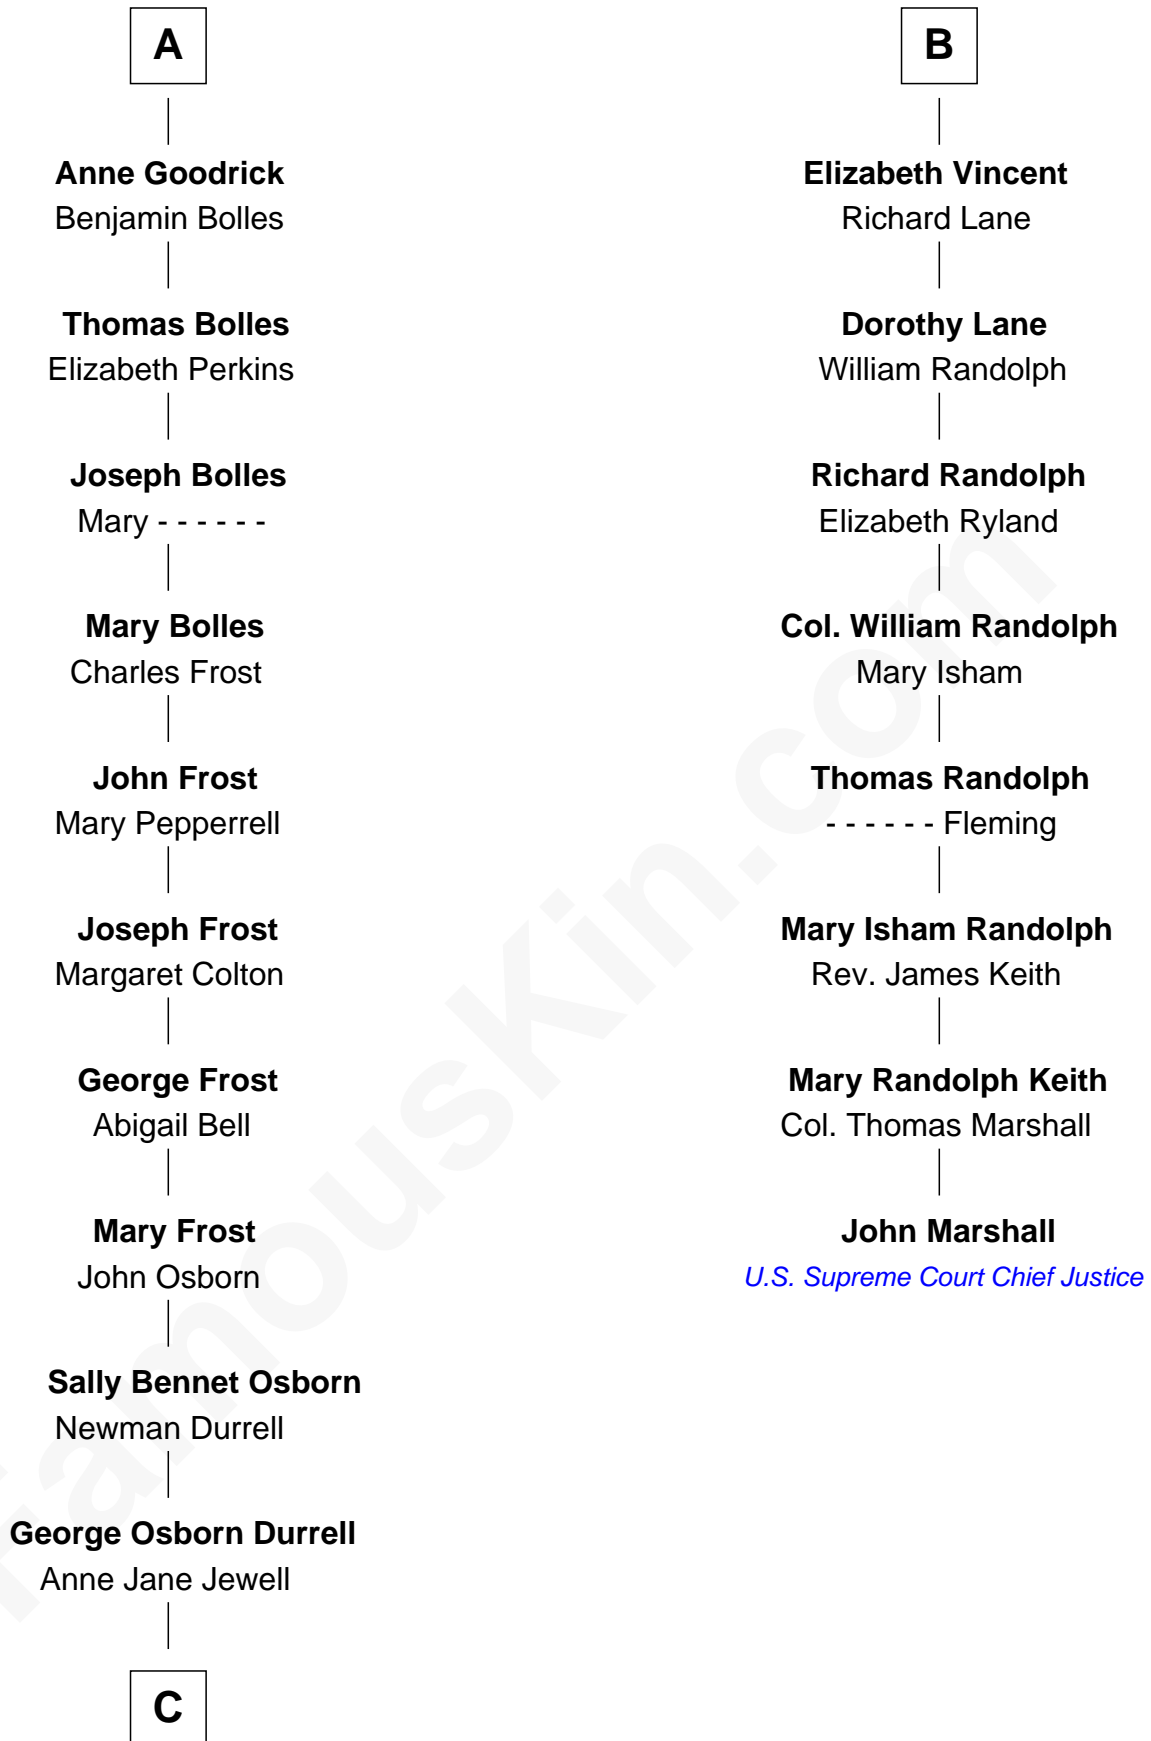 A
Anne Goodrick
Benjamin Bolles
Thomas Bolles
Elizabeth Perkins
Joseph Bolles
Mary - - - - - -
Mary Bolles
Charles Frost
John Frost
Mary Pepperrell
Joseph Frost
Margaret Colton
George Frost
Abigail Bell
Mary Frost
John Osborn
Sally Bennet Osborn
Newman Durrell
George Osborn Durrell
Anne Jane Jewell
C
B
Elizabeth Vincent
Richard Lane
Dorothy Lane
William Randolph
Richard Randolph
Elizabeth Ryland
Col. William Randolph
Mary Isham
Thomas Randolph
- - - - - - Fleming
Mary Isham Randolph
Rev. James Keith
Mary Randolph Keith
Col. Thomas Marshall
John Marshall
U.S. Supreme Court Chief Justice
FamousKin.com